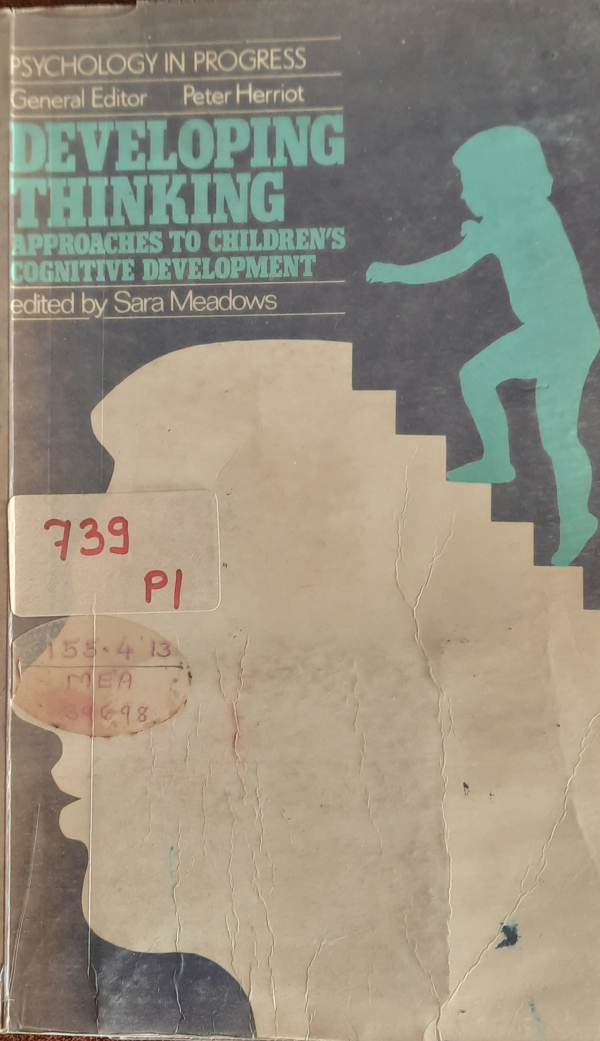 PSYCHOLOGY IN PROGRESS
General Editor Peter Herriot
DEVELOPING
THINKING
APPROACHES TO CHILDREN'S
COGNITIVE DEVELOPMENT
edited by Sara Meadows
739
P1
155.4'13
MEA
39698